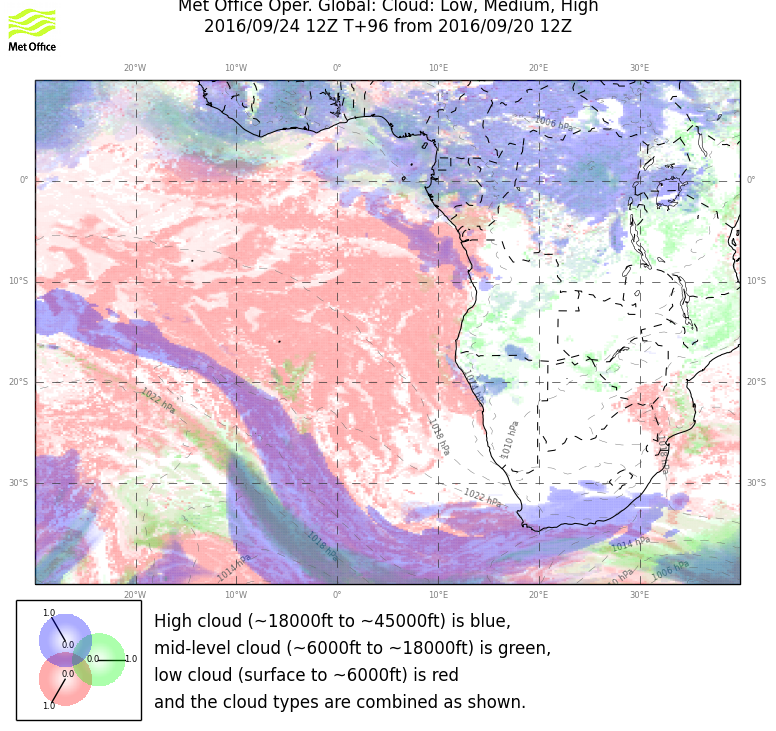 Met Office Oper. Global: Cloud: Low, Medium, High
2016/09/24 12Z T+96 from 2016/09/20 12Z
Met Office
20°W 10°W 0° 10°E 20°E 30°E
1006 hPa
0° 0°
10°S 10°S
20°S 20°S
1022 hPa
1018 hPa
1010 hPa
30°S 30°S
1022 hPa
1018 hPa
1014 hPa
1014 hPa
1006 hPa
20°W 10°W 0° 10°E 20°E 30°E
1.0
0.0
0.0
1.0
0.0
1.0
High cloud (~18000ft to ~45000ft) is blue,
mid-level cloud (~6000ft to ~18000ft) is green,
low cloud (surface to ~6000ft) is red
and the cloud types are combined as shown.